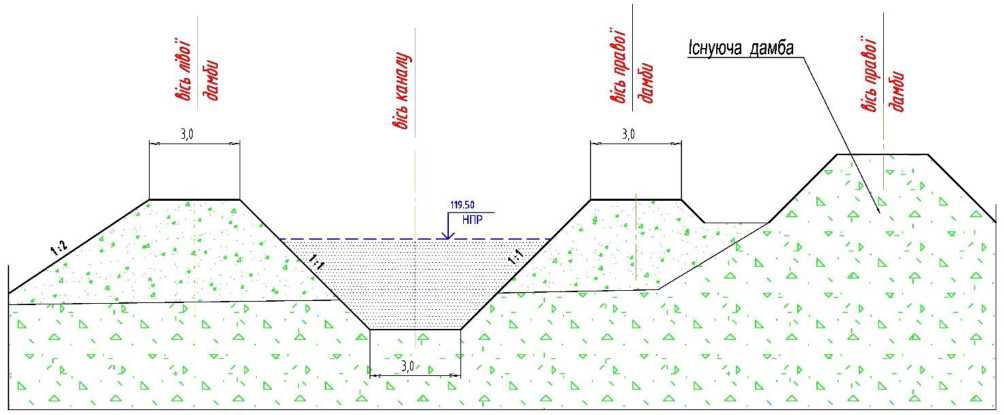 вісь лівої
дамби
вісь каналу
вісь правої
дамби
Існуюча дамба
вісь правої
дамби
3,0
3,0
119.50
НПР
1:2
1:1
1:1
3,0